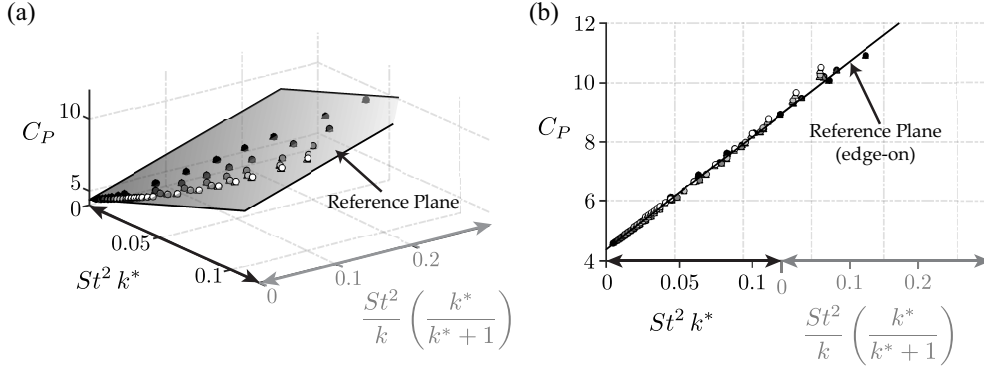 (a)
10
C_P
5
0
0.05
0.1
St² k*
Reference Plane
0
0.1
0.2
St²/k (k*/(k* + 1))
(b)
12
10
C_P
8
6
4
Reference Plane
(edge-on)
0
0.05
0.1
0
0.1
0.2
St² k*
St²/k (k*/(k* + 1))